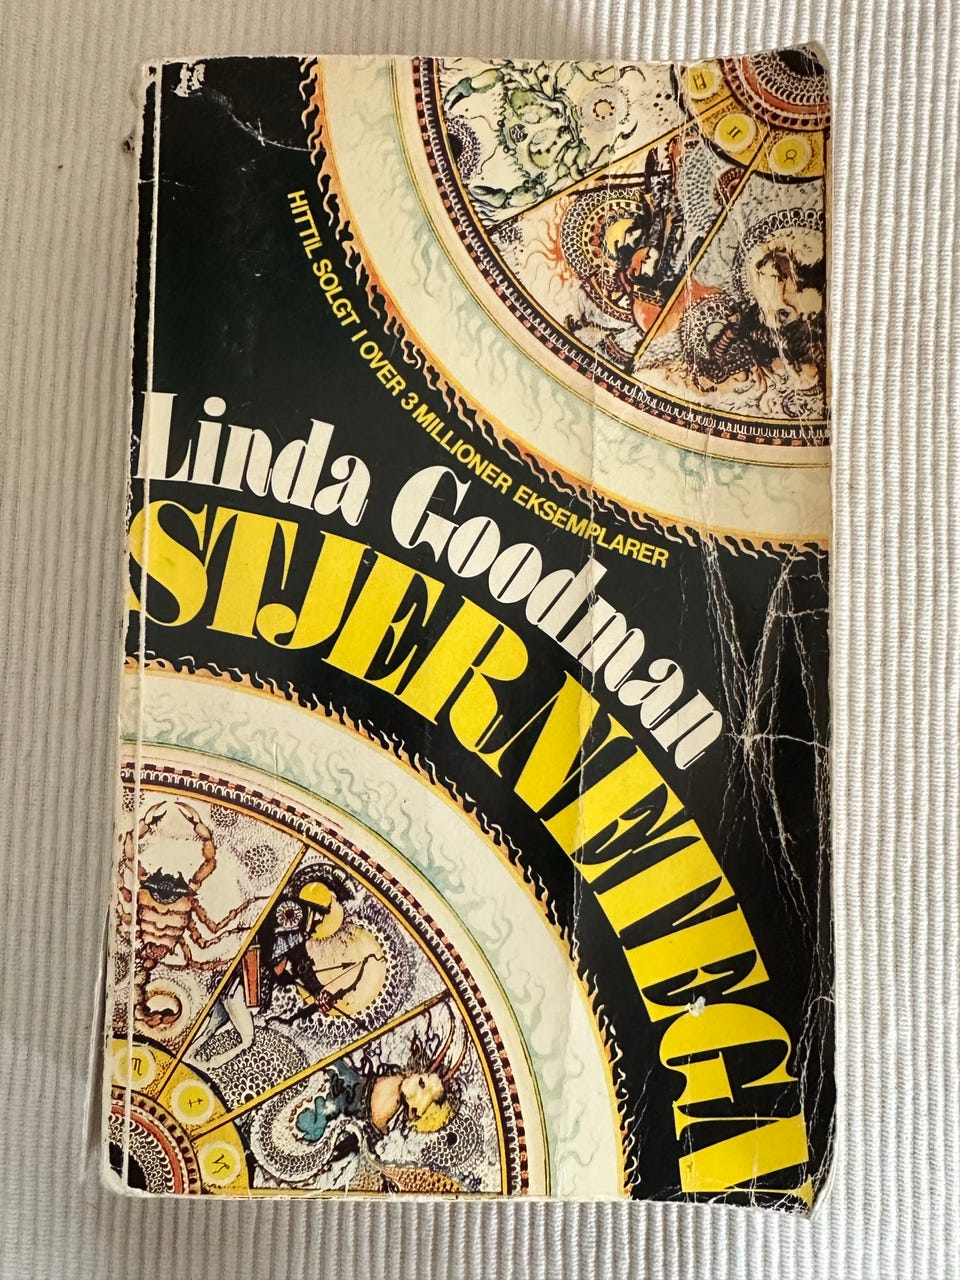 HITTIL SOLGT I OVER 3 MILLIONER EKSEMPLARER
Linda Goodman
STJERNETEGN